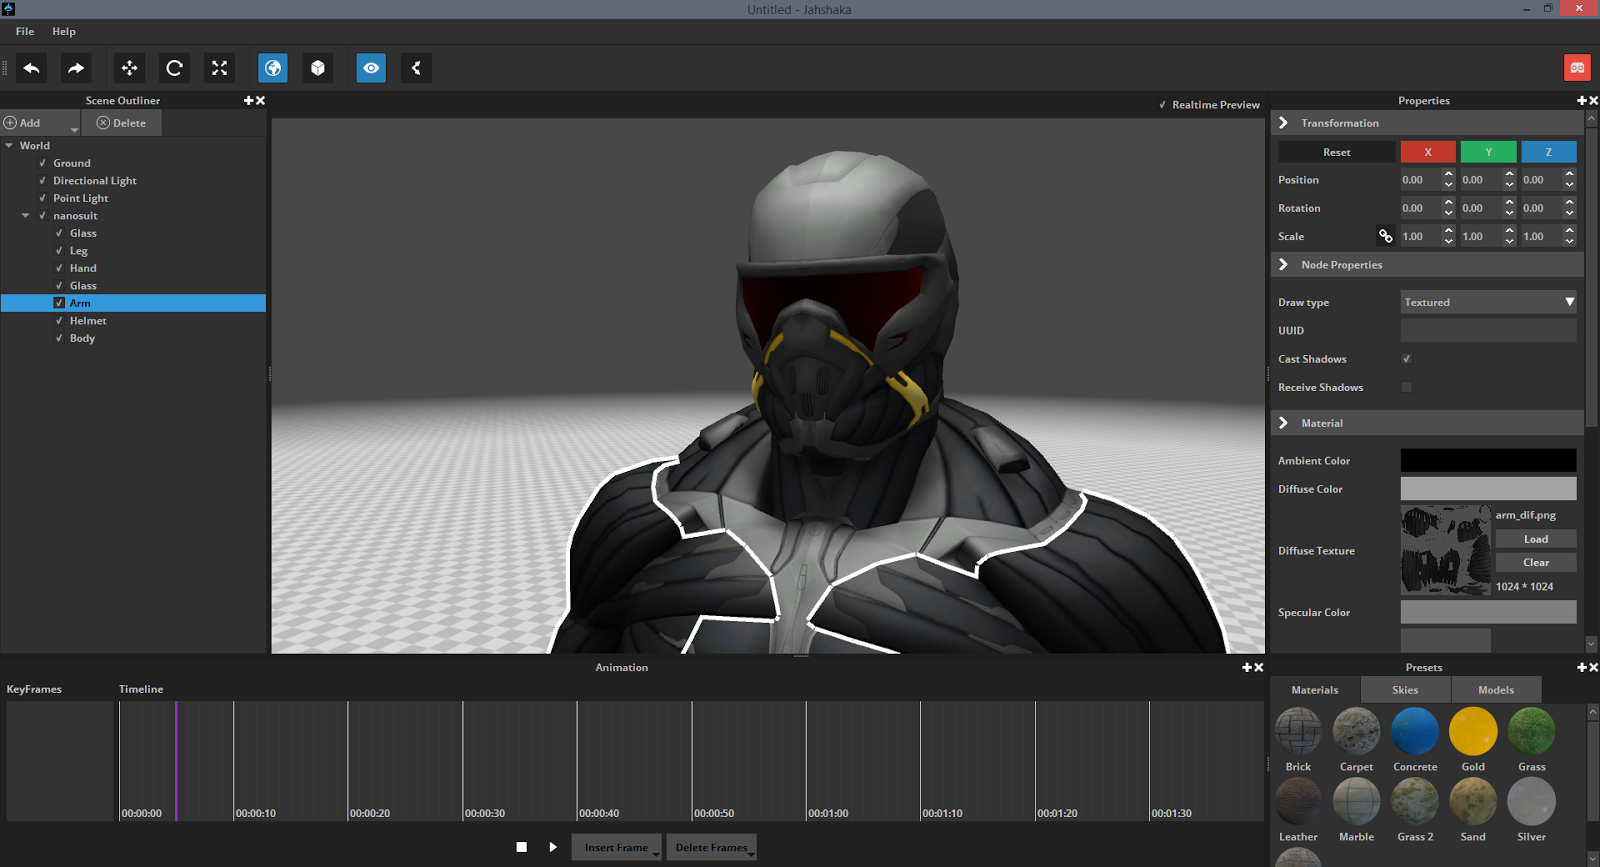 Untitled - Jahshaka
File Help
Scene Outliner
Add Delete
World
Ground
Directional Light
Point Light
nanosuit
Glass
Leg
Hand
Glass
Arm
Helmet
Body
Realtime Preview
Properties
Transformation
Reset X Y Z
Position 0.00 0.00 0.00
Rotation 0.00 0.00 0.00
Scale 1.00 1.00 1.00
Node Properties
Draw type Textured
UUID
Cast Shadows
Receive Shadows
Material
Ambient Color
Diffuse Color
arm_dif.png
Load
Diffuse Texture
Clear
1024 * 1024
Specular Color
Animation
KeyFrames Timeline
00:00:00 00:00:10 00:00:20 00:00:30 00:00:40 00:00:50 00:01:00 00:01:10 00:01:20 00:01:30
Insert Frame Delete Frames
Presets
Materials Skies Models
Brick Carpet Concrete Gold Grass
Leather Marble Grass 2 Sand Silver